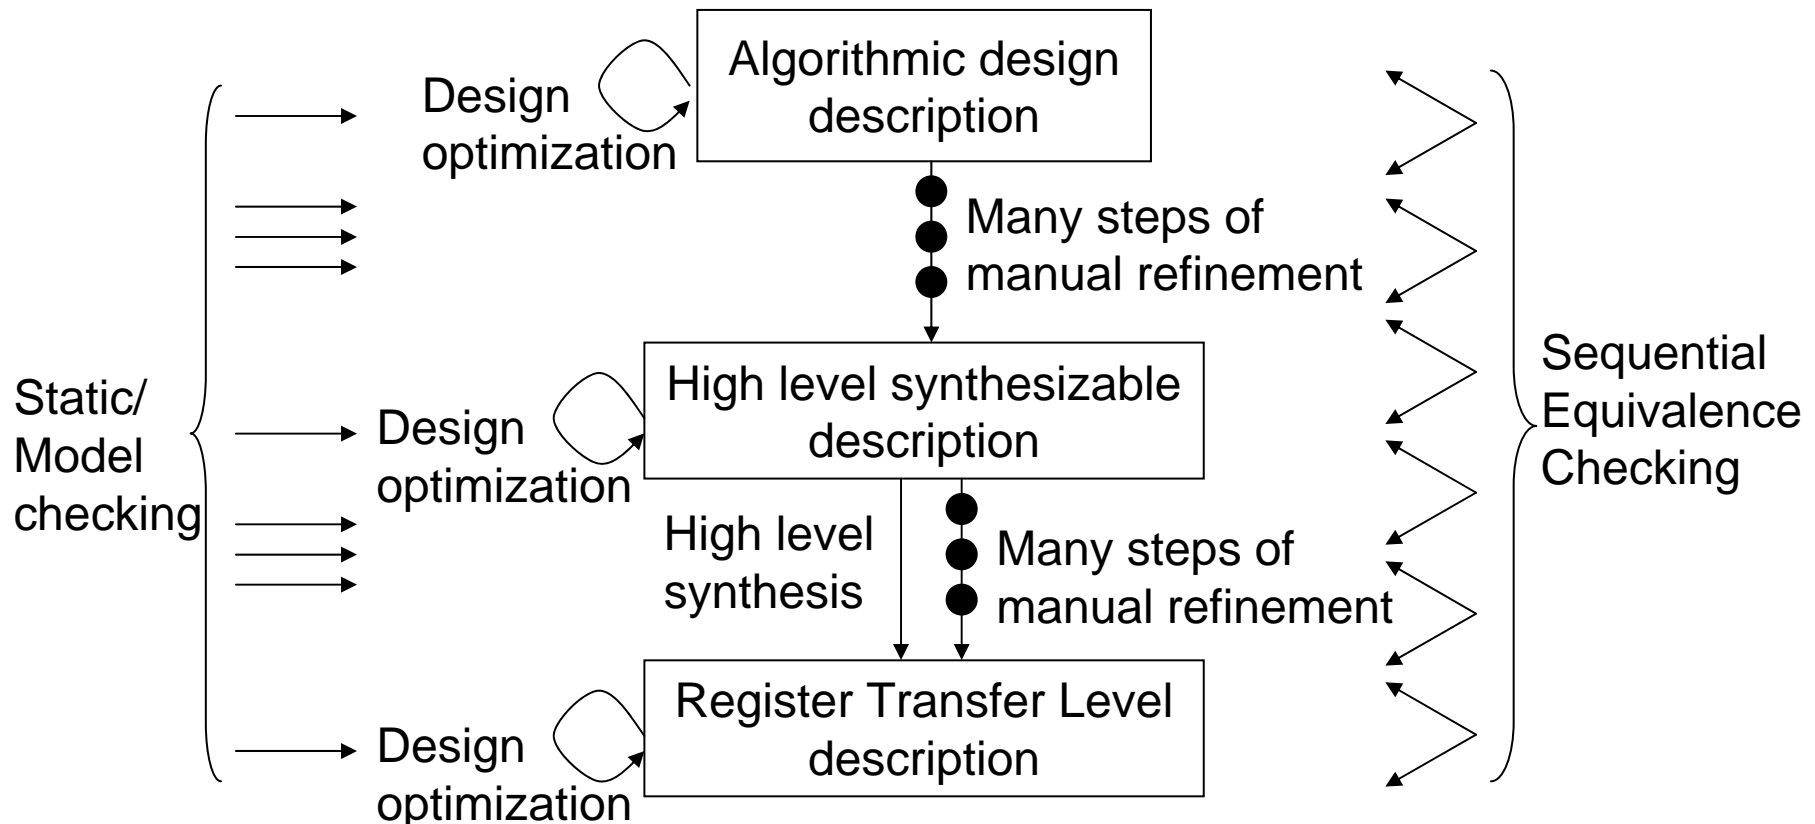 Algorithmic design
description
Design
optimization
Many steps of
manual refinement
Static/
Model
checking
High level synthesizable
description
Design
optimization
Sequential
Equivalence
Checking
High level
synthesis
Many steps of
manual refinement
Register Transfer Level
description
Design
optimization